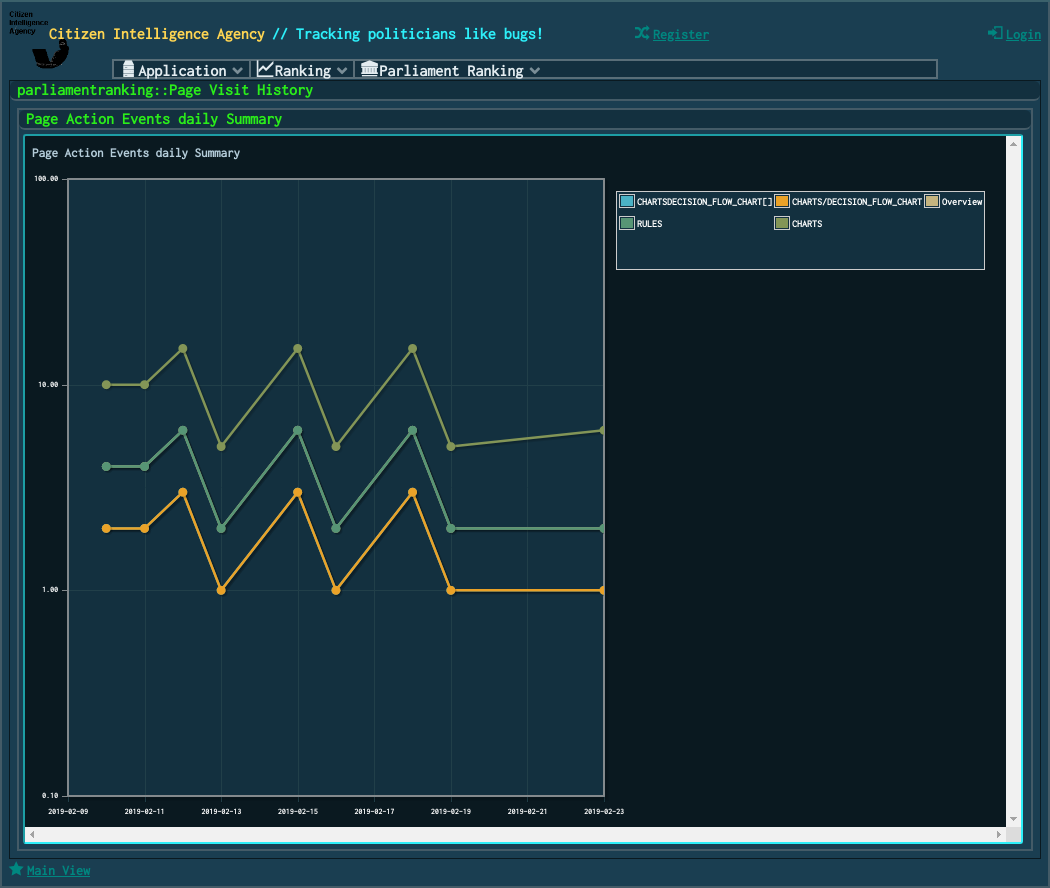 Citizen
Intelligence
Agency
Citizen Intelligence Agency // Tracking politicians like bugs!
Register
Login
Application
Ranking
Parliament Ranking
parliamentranking::Page Visit History
Page Action Events daily Summary
Page Action Events daily Summary
100.00
10.00
1.00
0.10
2019-02-09 2019-02-11 2019-02-13 2019-02-15 2019-02-17 2019-02-19 2019-02-21 2019-02-23
CHARTSDECISION_FLOW_CHART[] CHARTS/DECISION_FLOW_CHART Overview
RULES CHARTS
Main View